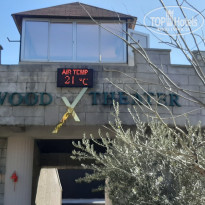 AIR TEMP
21 °C
WOOD THEATER